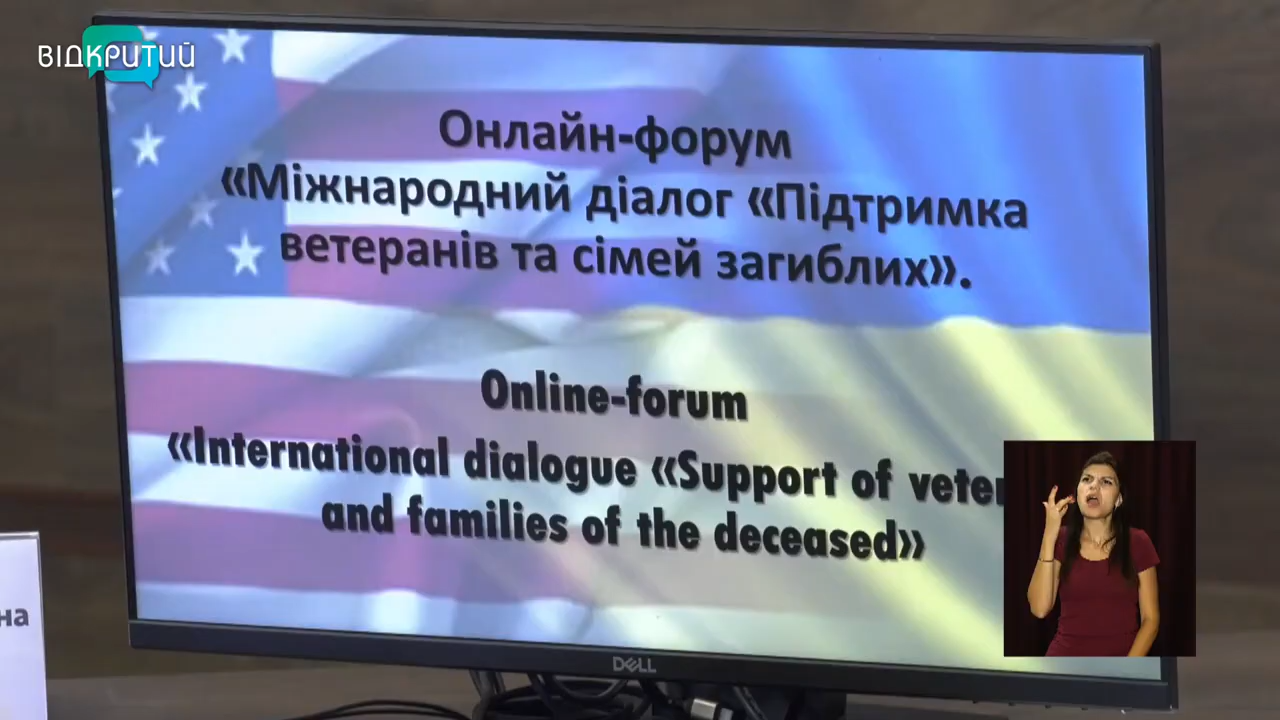 ВІДКРИТИЙ
Онлайн-форум
«Міжнародний діалог «Підтримка
ветеранів та сімей загиблих».
Online-forum
«International dialogue «Support of
and families of the deceased»
DELL